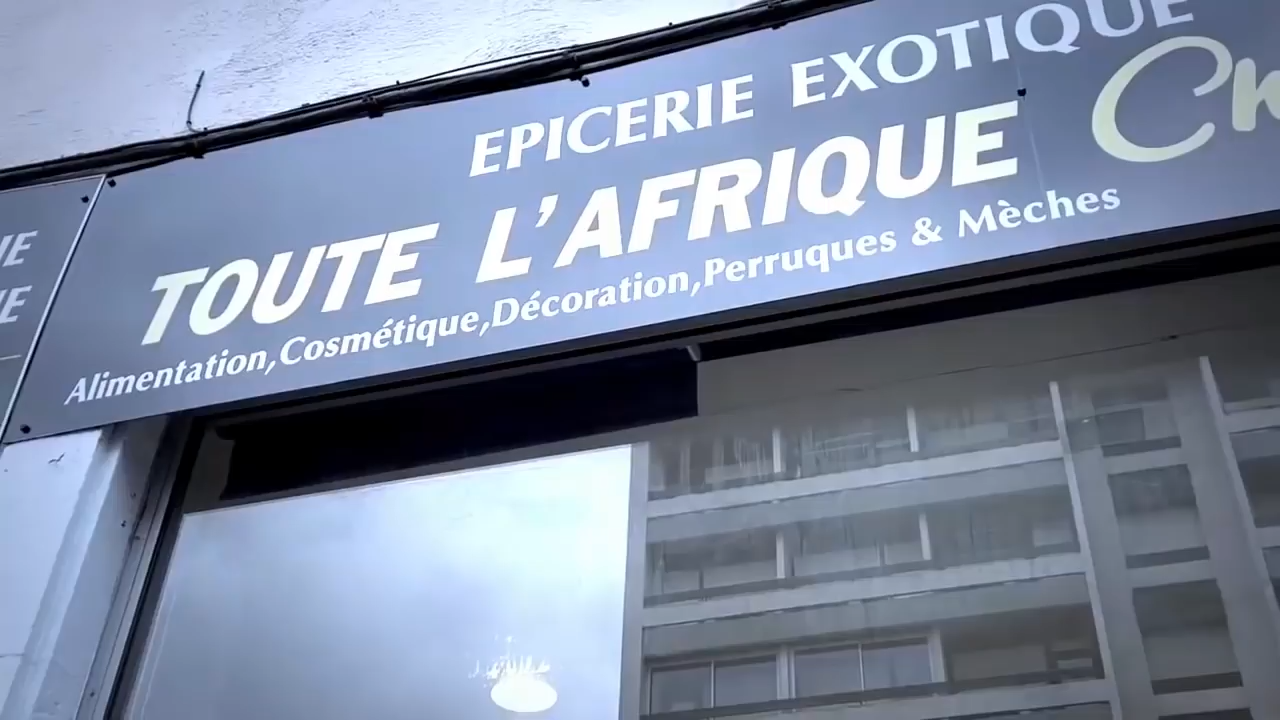 EPICERIE EXOTIQUE
TOUTE L'AFRIQUE
Alimentation,Cosmétique,Décoration,Perruques & Mèches